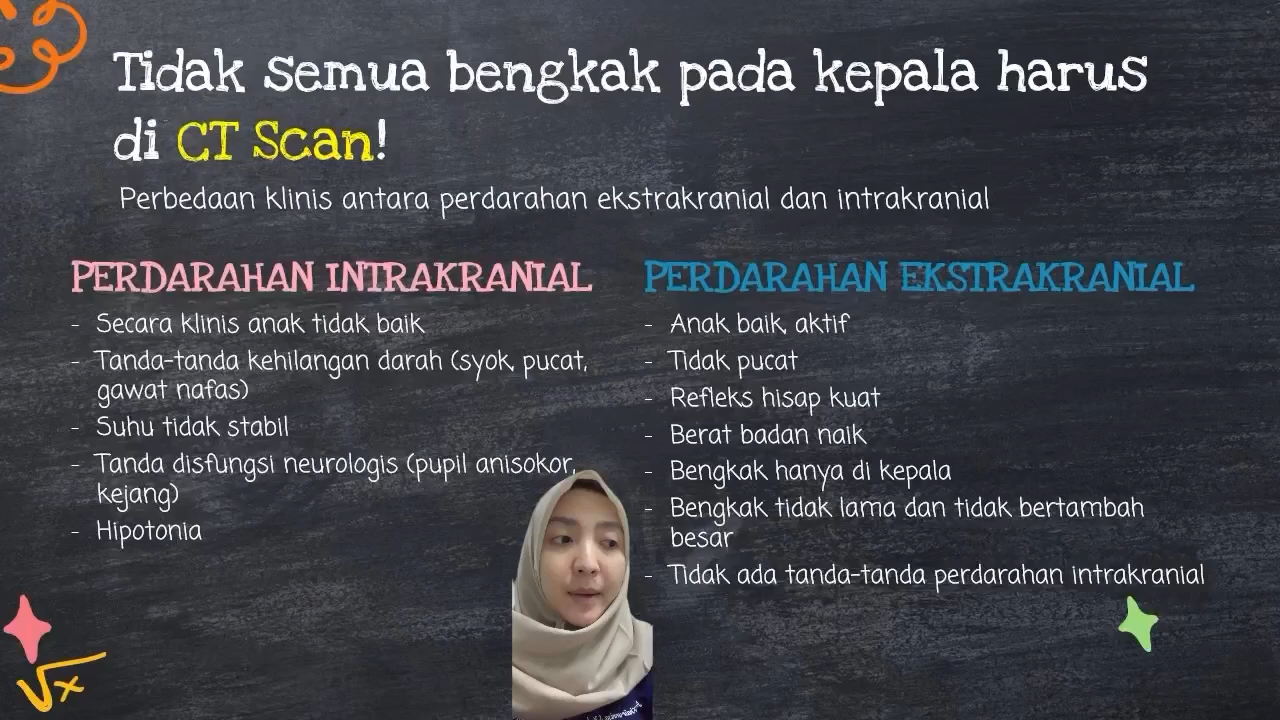 Tidak semua bengkak pada kepala harus
di CT Scan!
Perbedaan klinis antara perdarahan ekstrakranial dan intrakranial
PERDARAHAN INTRAKRANIAL
- Secara klinis anak tidak baik
- Tanda-tanda kehilangan darah (syok, pucat,
gawat nafas)
- Suhu tidak stabil
- Tanda disfungsi neurologis (pupil anisokor,
kejang)
- Hipotonia
PERDARAHAN EKSTRAKRANIAL
- Anak baik, aktif
- Tidak pucat
- Refleks hisap kuat
- Berat badan naik
- Bengkak hanya di kepala
- Bengkak tidak lama dan tidak bertambah
besar
- Tidak ada tanda-tanda perdarahan intrakranial
√x